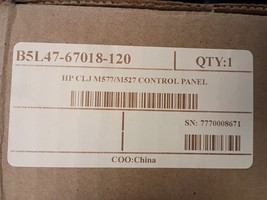 B5L47-67018-120 QTY:1
HP CLJ M577/M527 CONTROL PANEL
SN: 7770008671
COO:China